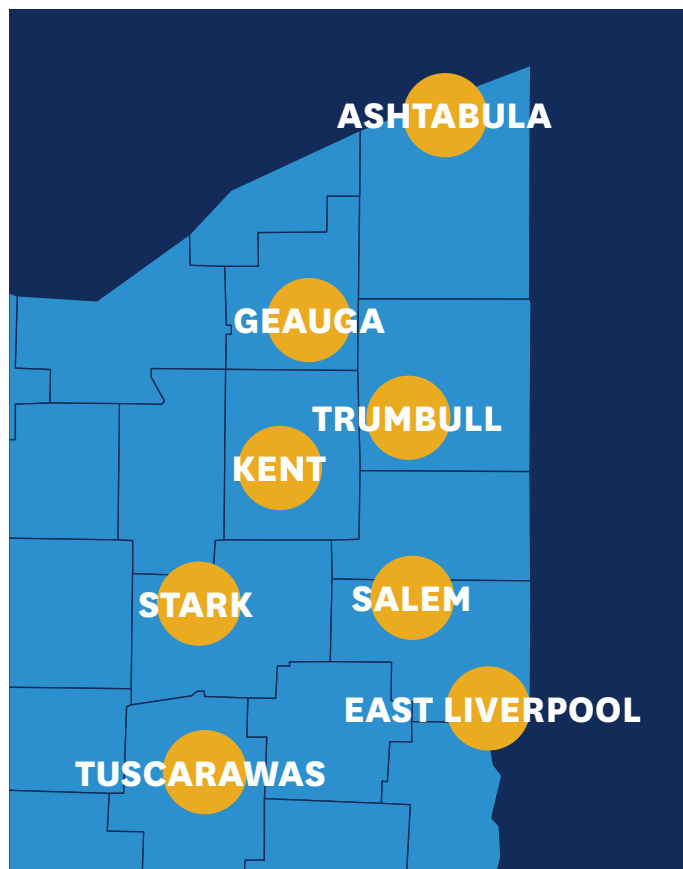 ASHTABULA
GEAUGA
TRUMBULL
KENT
STARK
SALEM
EAST LIVERPOOL
TUSCARAWAS